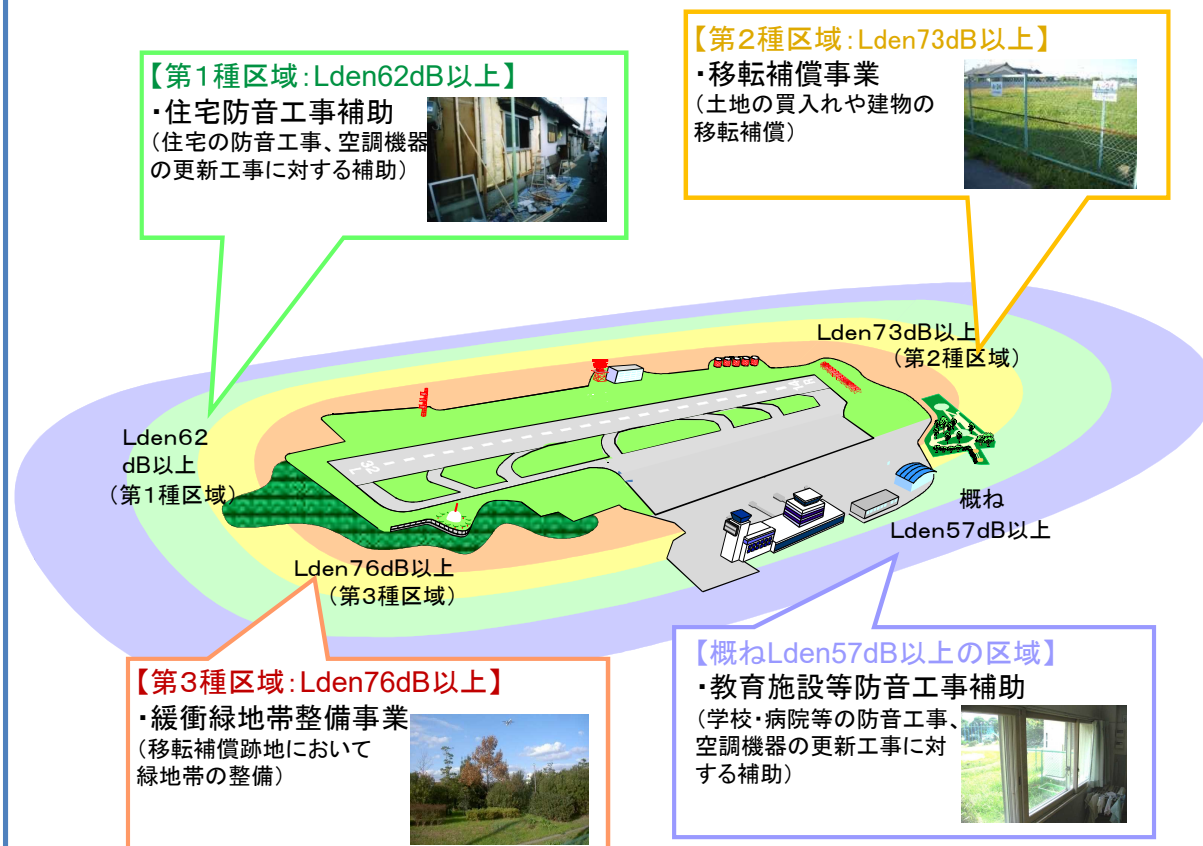 【第1種区域：Lden62dB以上】
・住宅防音工事補助
（住宅の防音工事、空調機器
の更新工事に対する補助）
【第２種区域：Lden73dB以上】
・移転補償事業
（土地の買入れや建物の
移転補償）
Lden73dB以上
（第2種区域）
Lden62
dB以上
（第1種区域）
32
L
14
R
概ね
Lden57dB以上
Lden76dB以上
（第3種区域）
【第３種区域：Lden76dB以上】
・緩衝緑地帯整備事業
（移転補償跡地において
緑地帯の整備）
【概ねLden57dB以上の区域】
・教育施設等防音工事補助
（学校・病院等の防音工事、
空調機器の更新工事に対
する補助）